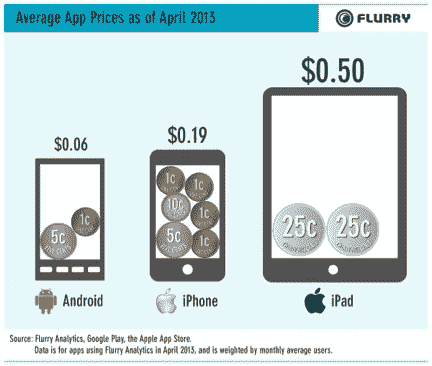 Average App Prices as of April 2013
FLURRY
$0.50
$0.19
$0.06
1c
1c
10c
1c
5c
1c
1c
5c
25c 25c
Android
iPhone
iPad
Source: Flurry Analytics, Google Play, the Apple App Store.
Data is for apps using Flurry Analytics in April 2013, and is weighted by monthly average users.